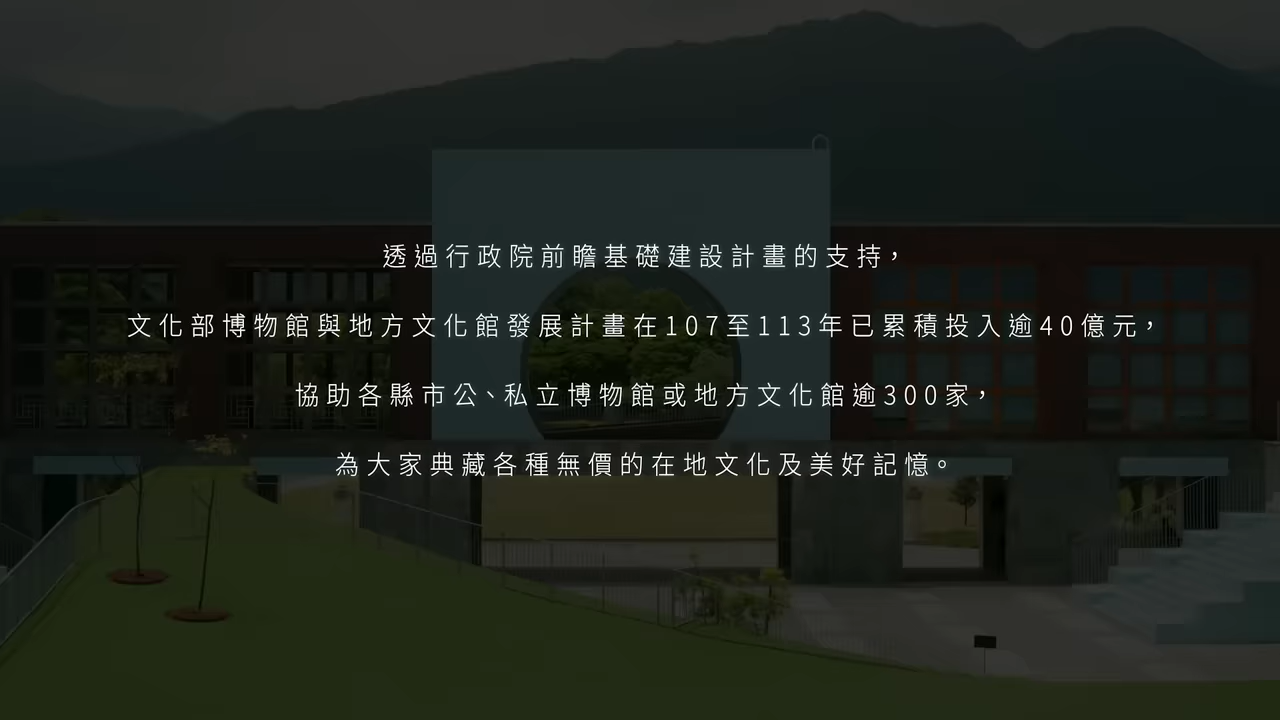 透過行政院前瞻基礎建設計畫的支持，
文化部博物館與地方文化館發展計畫在107至113年已累積投入逾40億元，
協助各縣市公、私立博物館或地方文化館逾300家，
為大家典藏各種無價的在地文化及美好記憶。